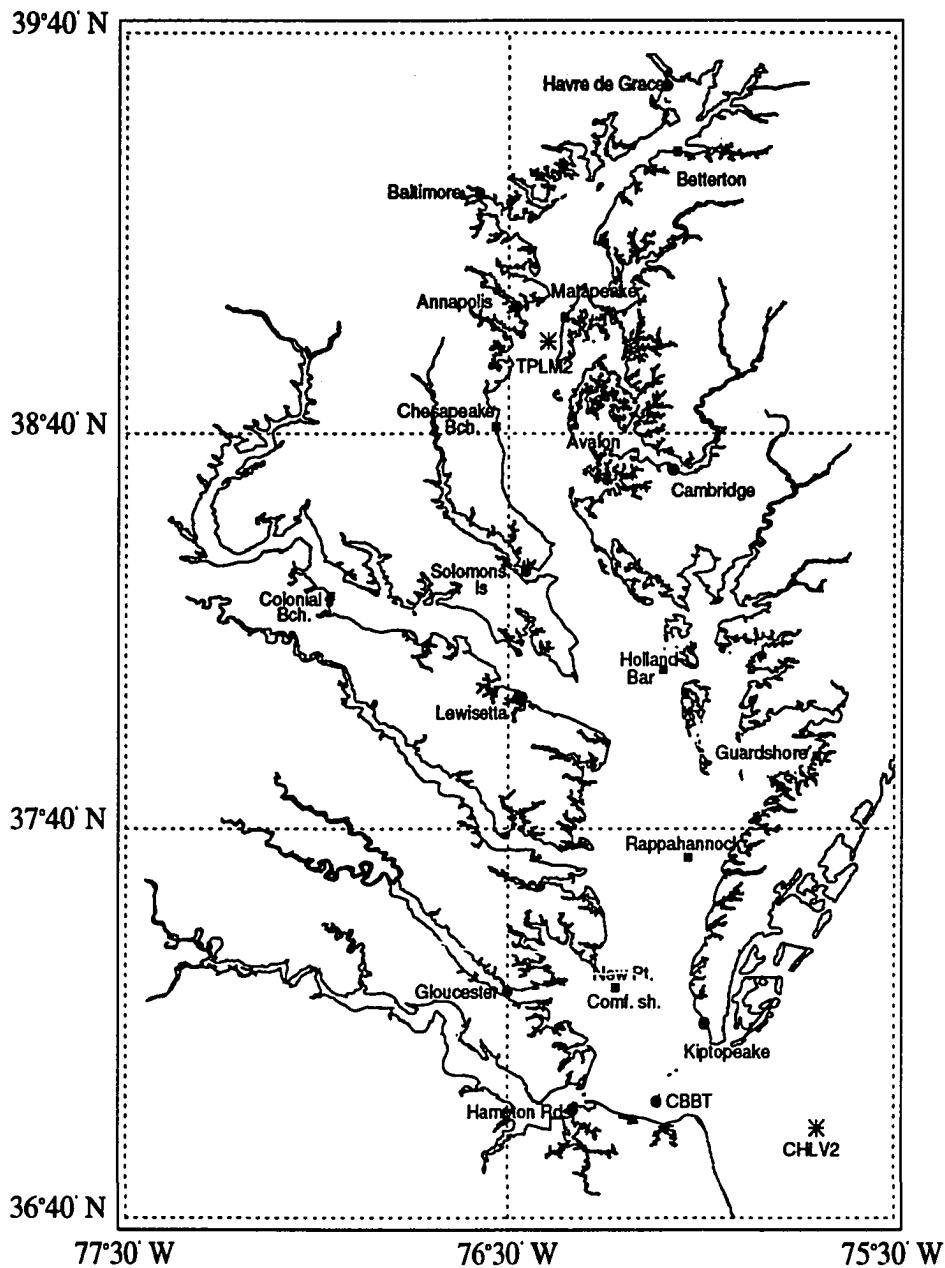 39°40' N
Havre de Grace
Betterton
Baltimore
Matapeake
Annapolis
TPLM2
Chesapeake
Bch.
38°40' N
Avalon
Cambridge
Solomons
Is
Colonial
Bch.
Holland
Bar
Lewisetta
Guardshore
37°40' N
Rappahannock
New Pt.
Comf. sh.
Gloucester
Kiptopeake
CBBT
Hampton Rds
CHLV2
36°40' N
77°30' W
76°30' W
75°30' W